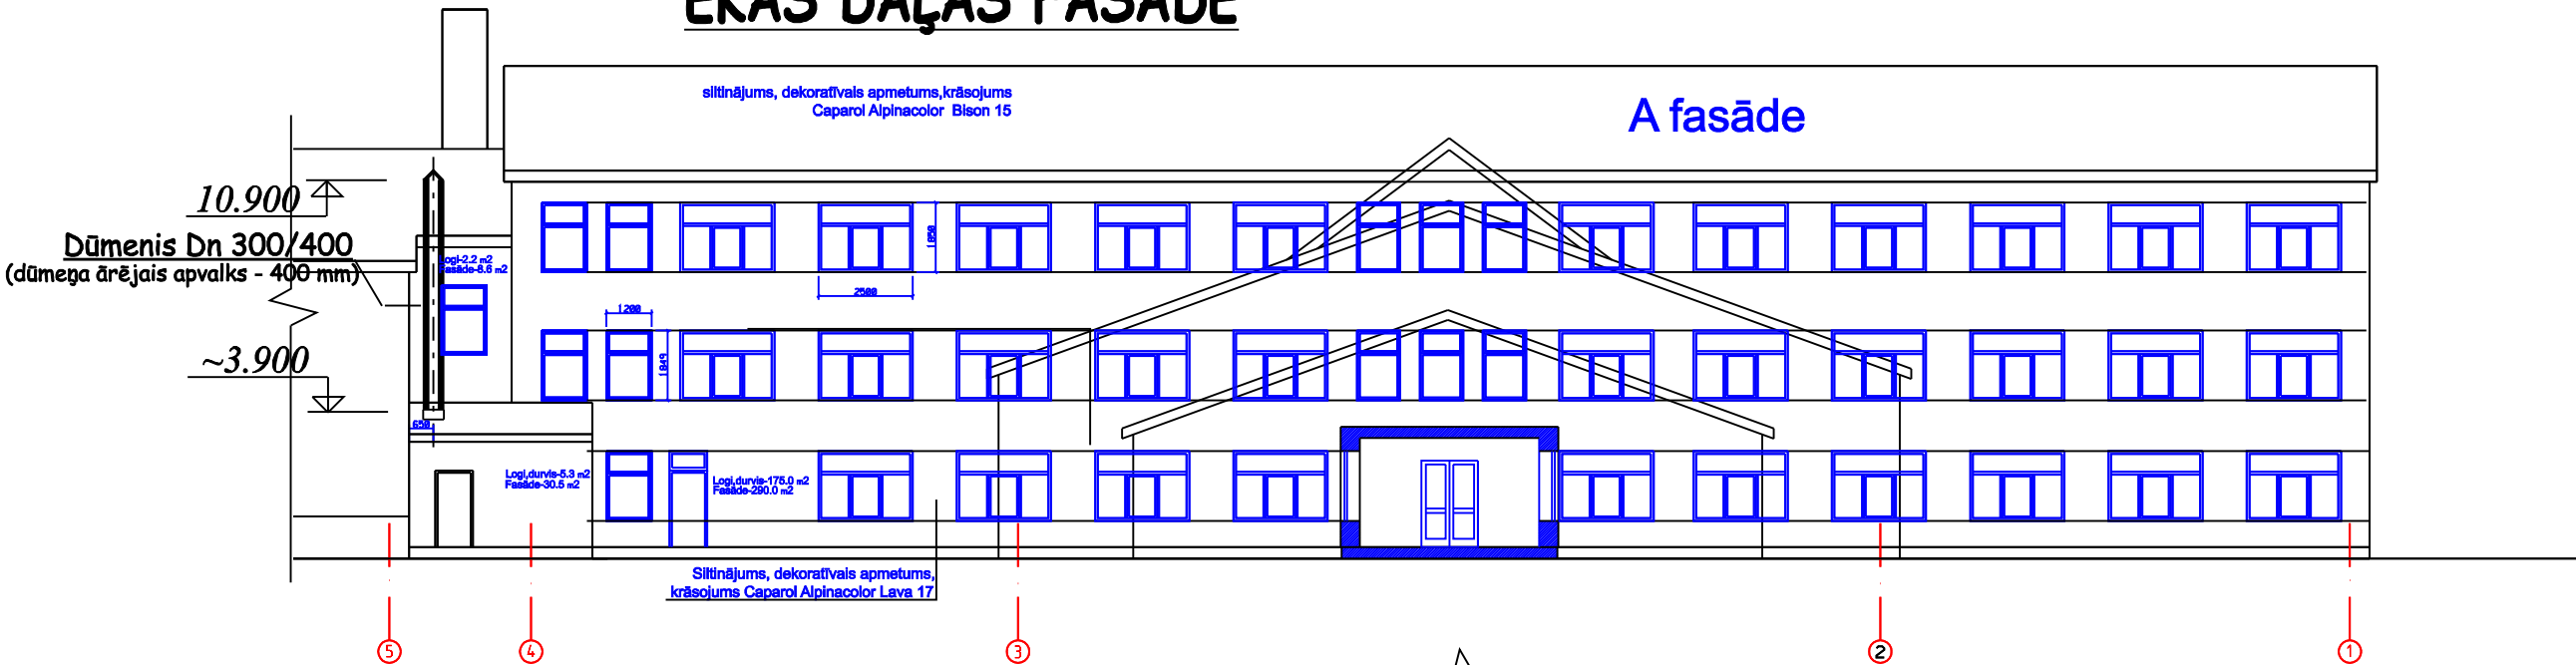 ĒKAS DAĻAS FASĀDE
siltinājums, dekoratīvais apmetums,krāsojums
Caparol Alpinacolor Bison 15
A fasāde
10.900
Dūmenis Dn 300/400
(dūmeņa ārējais apvalks - 400 mm)
Logi-2.2 m2
Fasāde-8.6 m2
1850
2500
1200
~3.900
1849
650
Logi,durvis-5.3 m2
Fasāde-30.5 m2
Logi,durvis-175.0 m2
Fasāde-290.0 m2
Siltinājums, dekoratīvais apmetums,
krāsojums Caparol Alpinacolor Lava 17
5 4 3 2 1